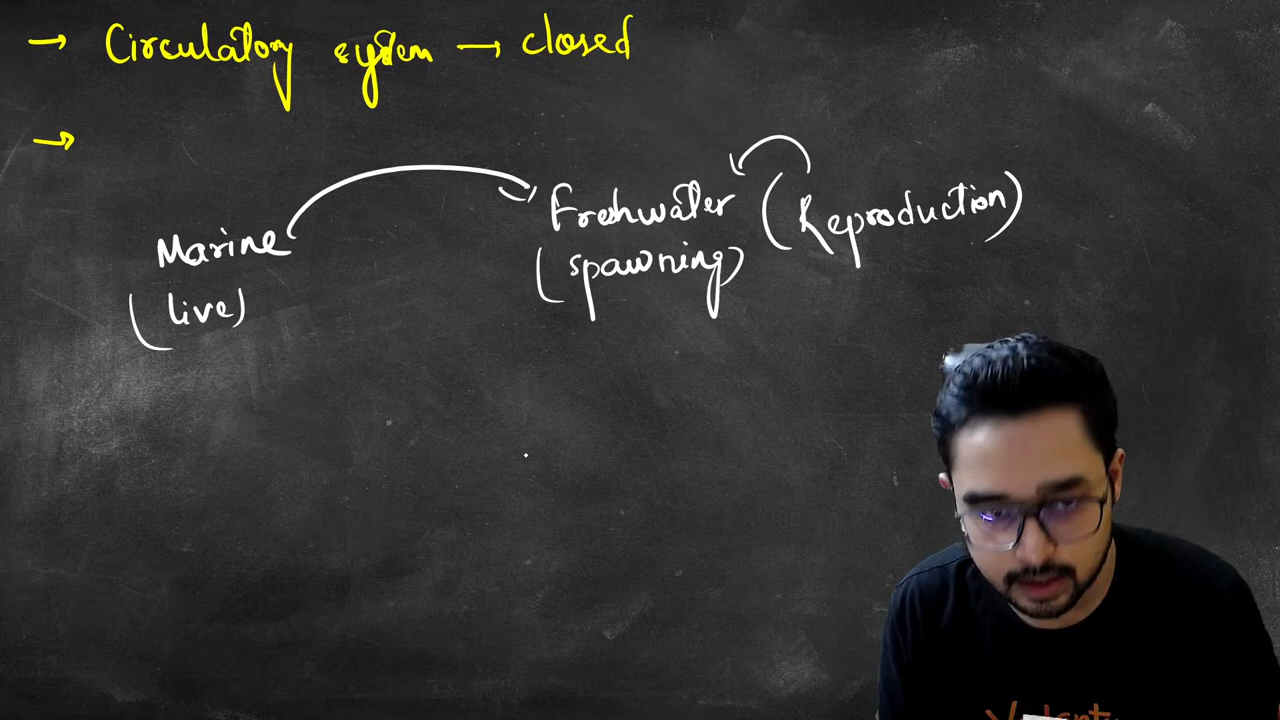 → Circulatory system → closed
→
Freshwater (Reproduction)
Marine
(spawning)
(live)